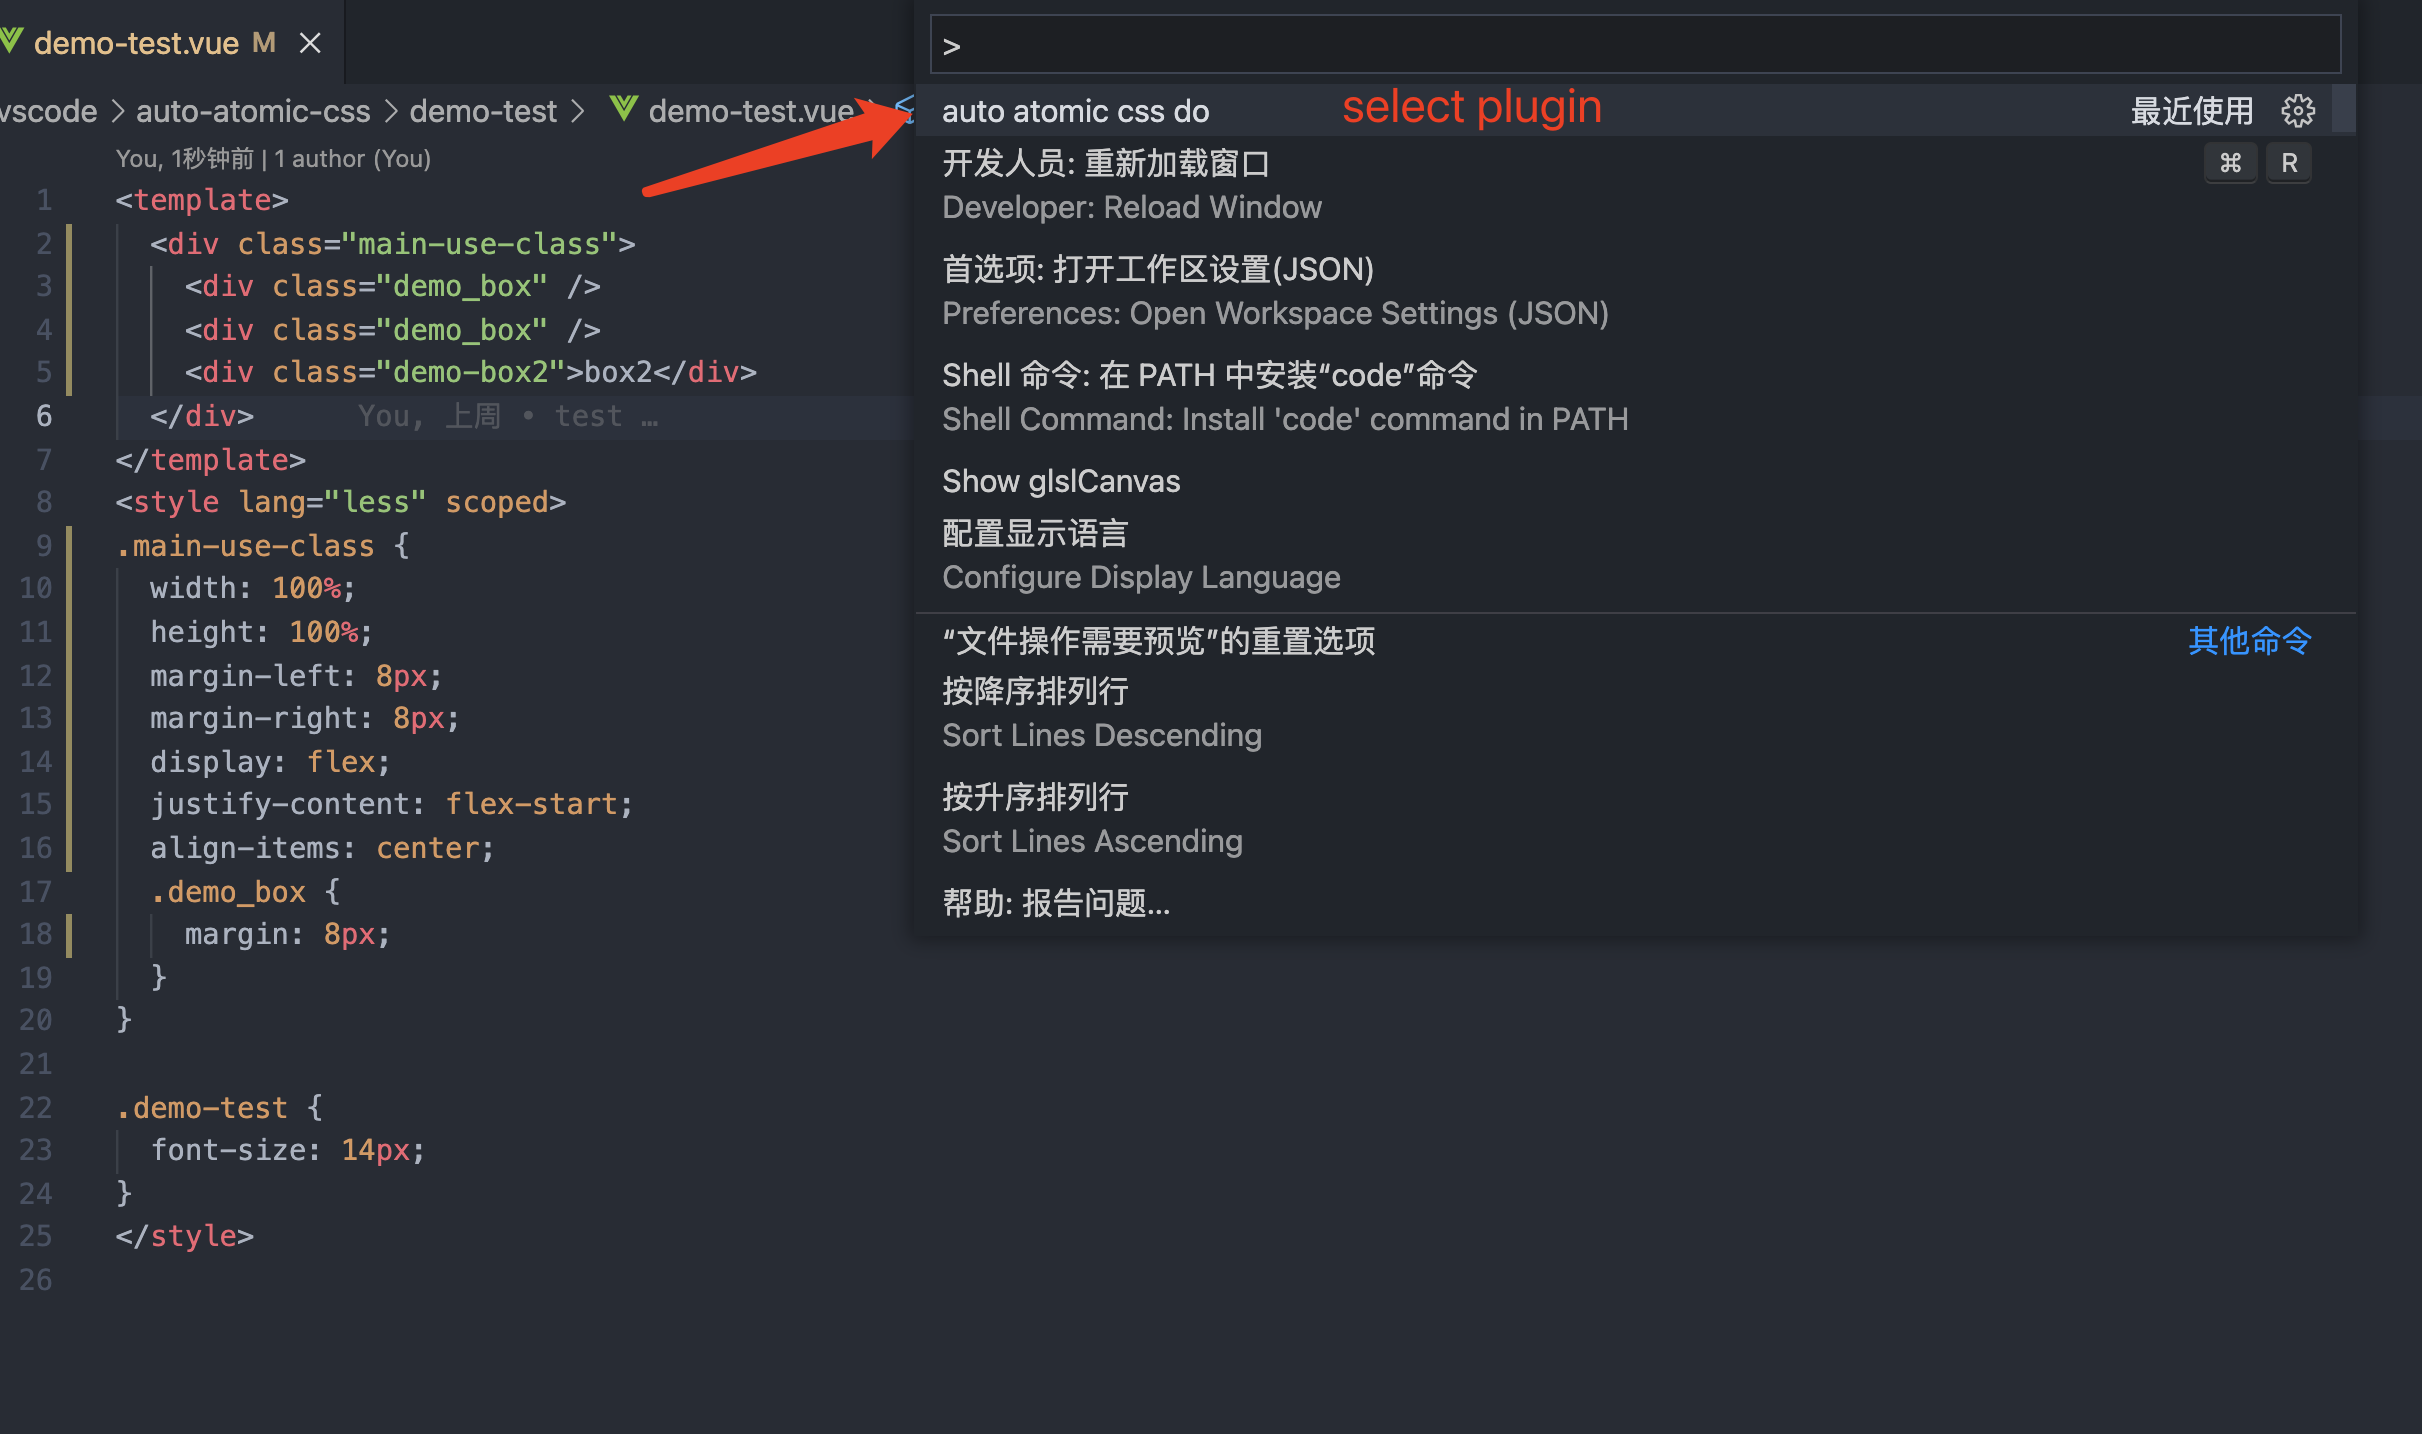 demo-test.vue M
vscode > auto-atomic-css > demo-test > demo-test.vue
You, 1秒钟前 | 1 author (You)
1 <template>
2 <div class="main-use-class">
3 <div class="demo_box" />
4 <div class="demo_box" />
5 <div class="demo-box2">box2</div>
6 </div> You, 上周 • test …
7 </template>
8 <style lang="less" scoped>
9 .main-use-class {
10 width: 100%;
11 height: 100%;
12 margin-left: 8px;
13 margin-right: 8px;
14 display: flex;
15 justify-content: flex-start;
16 align-items: center;
17 .demo_box {
18 margin: 8px;
19 }
20 }
21
22 .demo-test {
23 font-size: 14px;
24 }
25 </style>
26
>
auto atomic css do select plugin 最近使用
开发人员: 重新加载窗口 ⌘ R
Developer: Reload Window
首选项: 打开工作区设置(JSON)
Preferences: Open Workspace Settings (JSON)
Shell 命令: 在 PATH 中安装“code”命令
Shell Command: Install 'code' command in PATH
Show glslCanvas
配置显示语言
Configure Display Language
“文件操作需要预览”的重置选项 其他命令
按降序排列行
Sort Lines Descending
按升序排列行
Sort Lines Ascending
帮助: 报告问题...